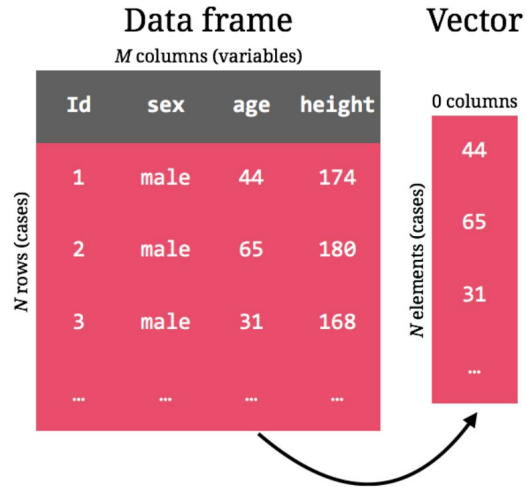 Data frame
M columns (variables)
Id sex age height
N rows (cases)
1 male 44 174
2 male 65 180
3 male 31 168
... ... ... ...
Vector
0 columns
N elements (cases)
44
65
31
...